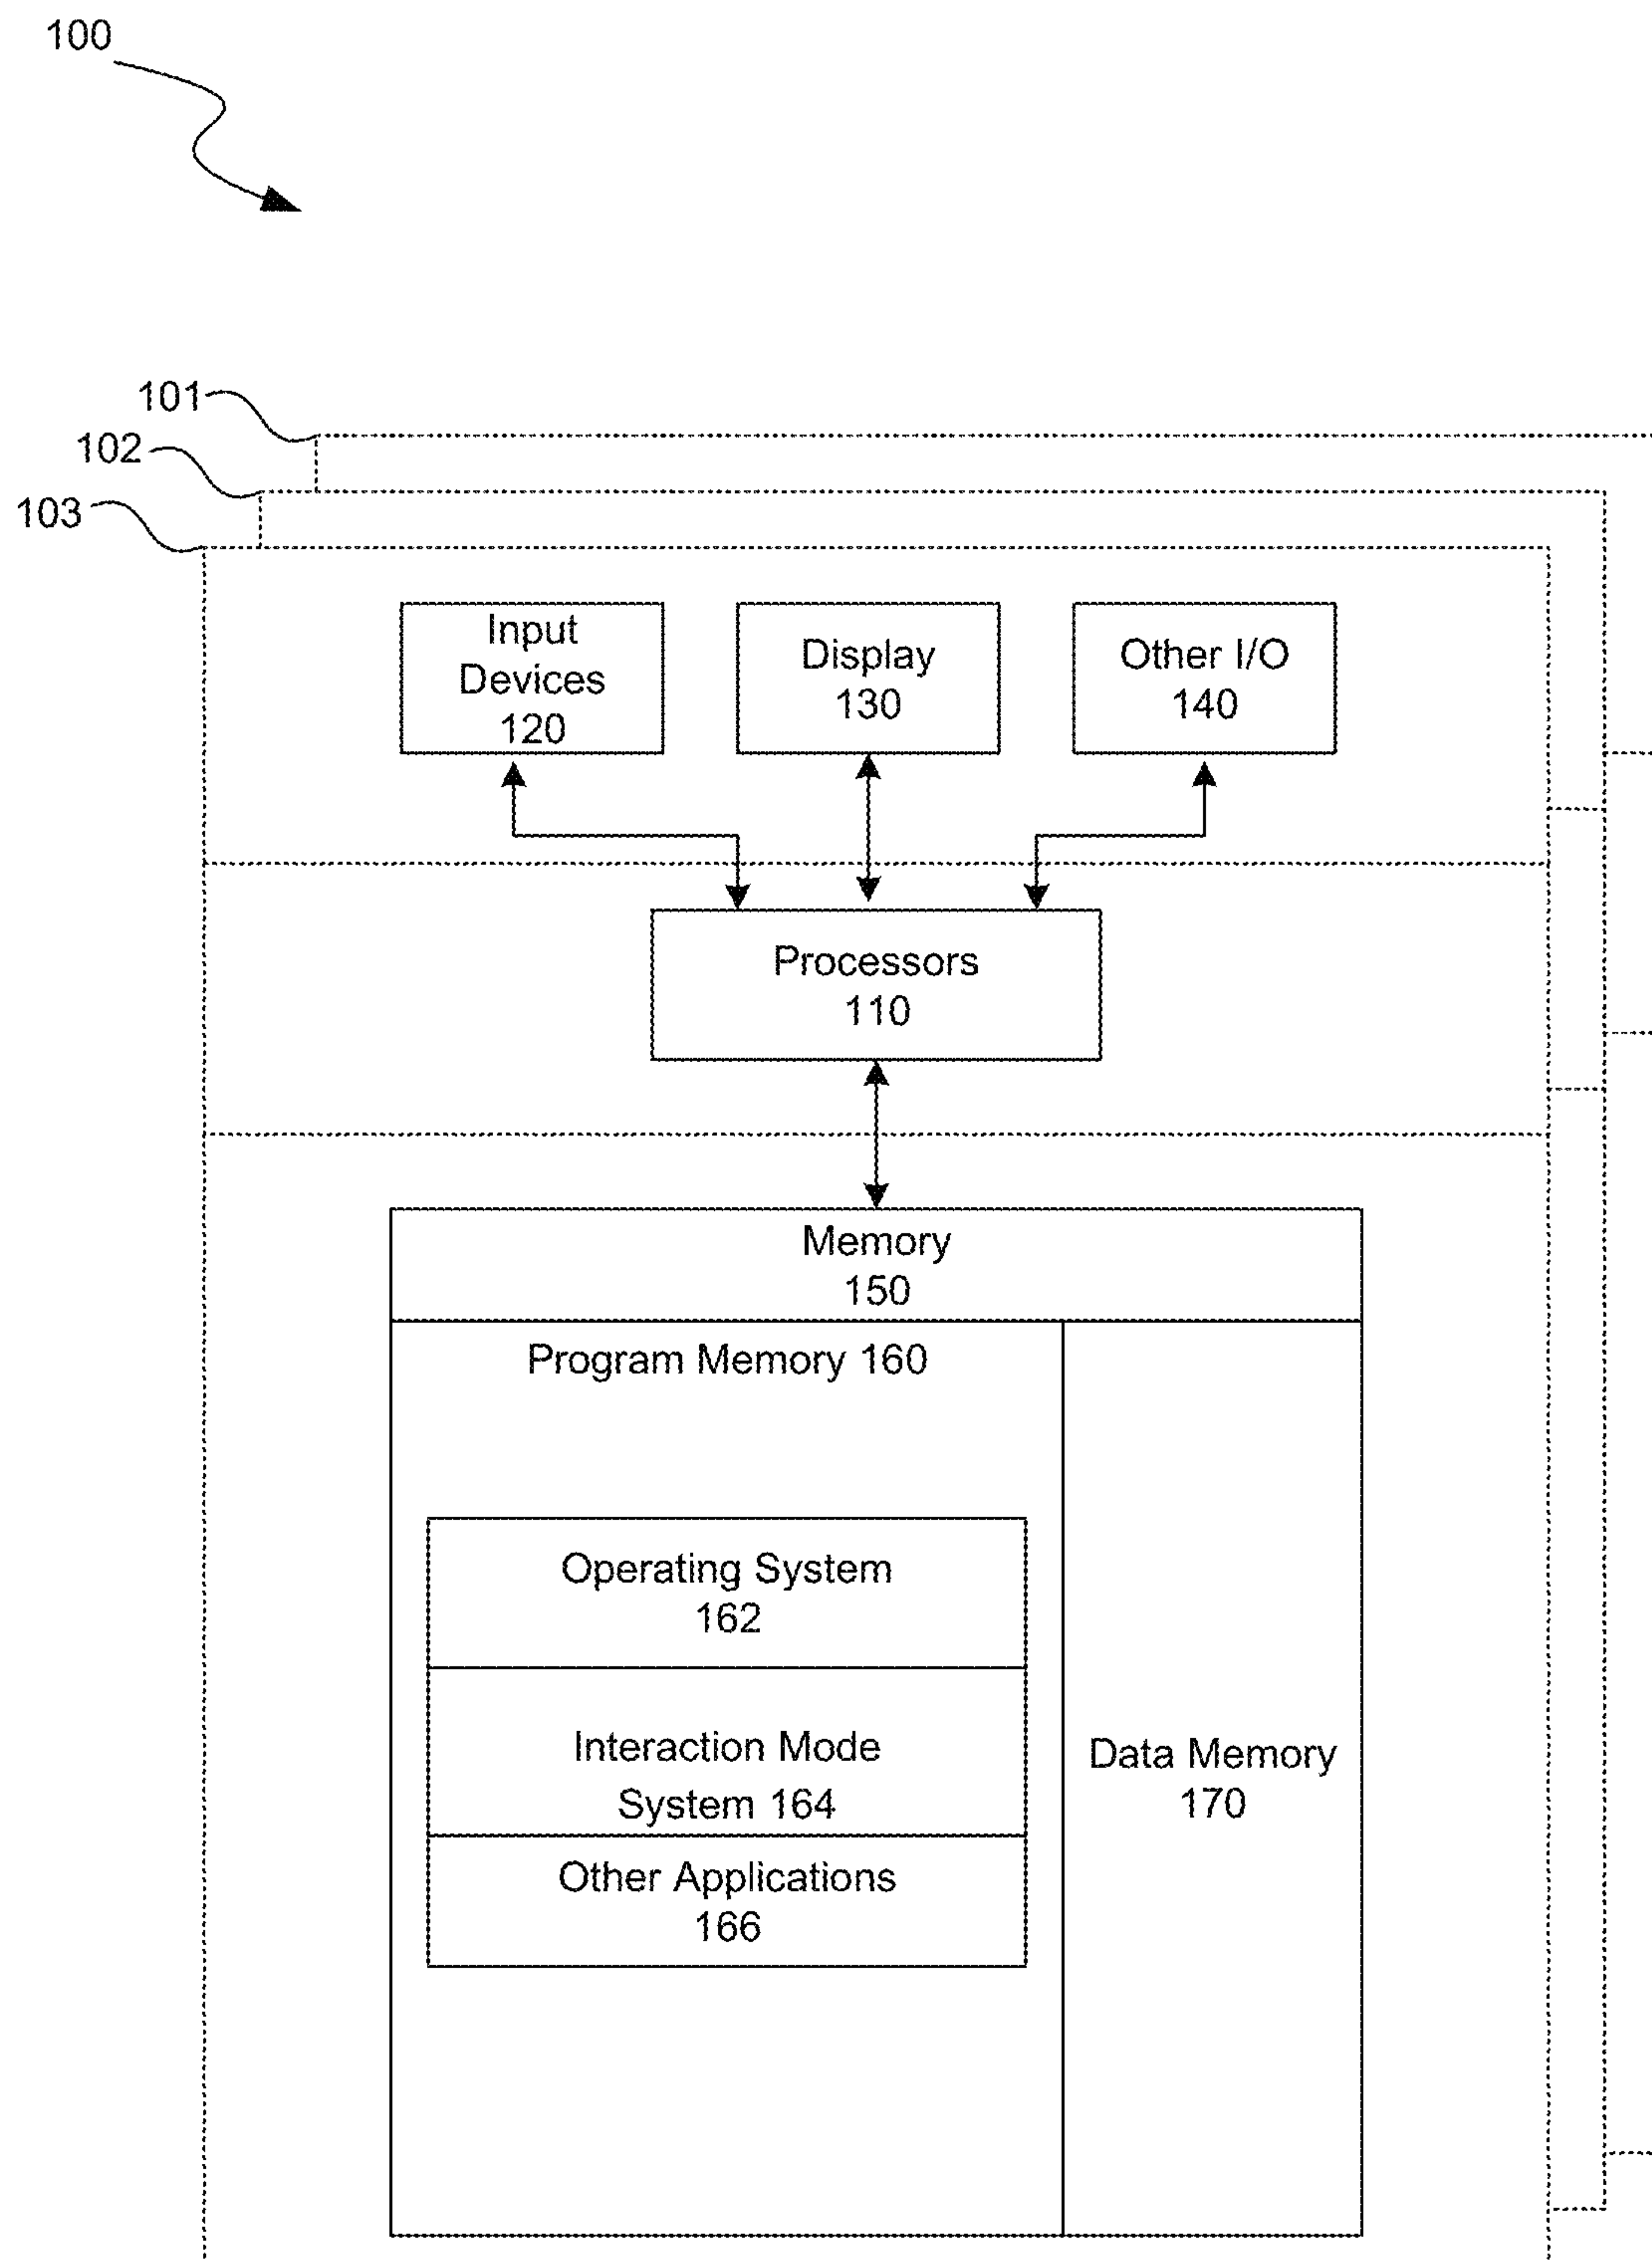 100
101
102
103
Input
Devices
120
Display
130
Other I/O
140
Processors
110
Memory
150
Program Memory 160
Operating System
162
Interaction Mode
System 164
Other Applications
166
Data Memory
170